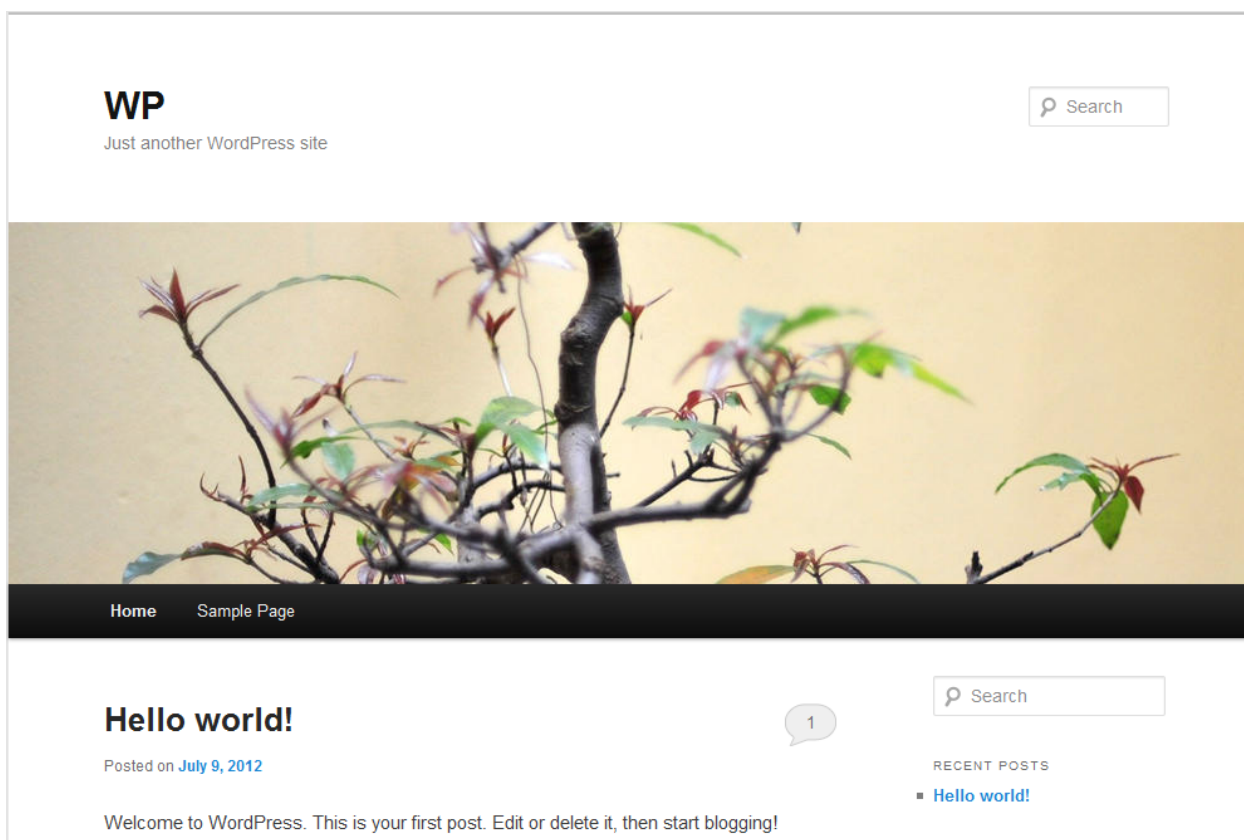 WP
Search
Just another WordPress site
Home Sample Page
Hello world!
1
Posted on July 9, 2012
Welcome to WordPress. This is your first post. Edit or delete it, then start blogging!
Search
RECENT POSTS
Hello world!